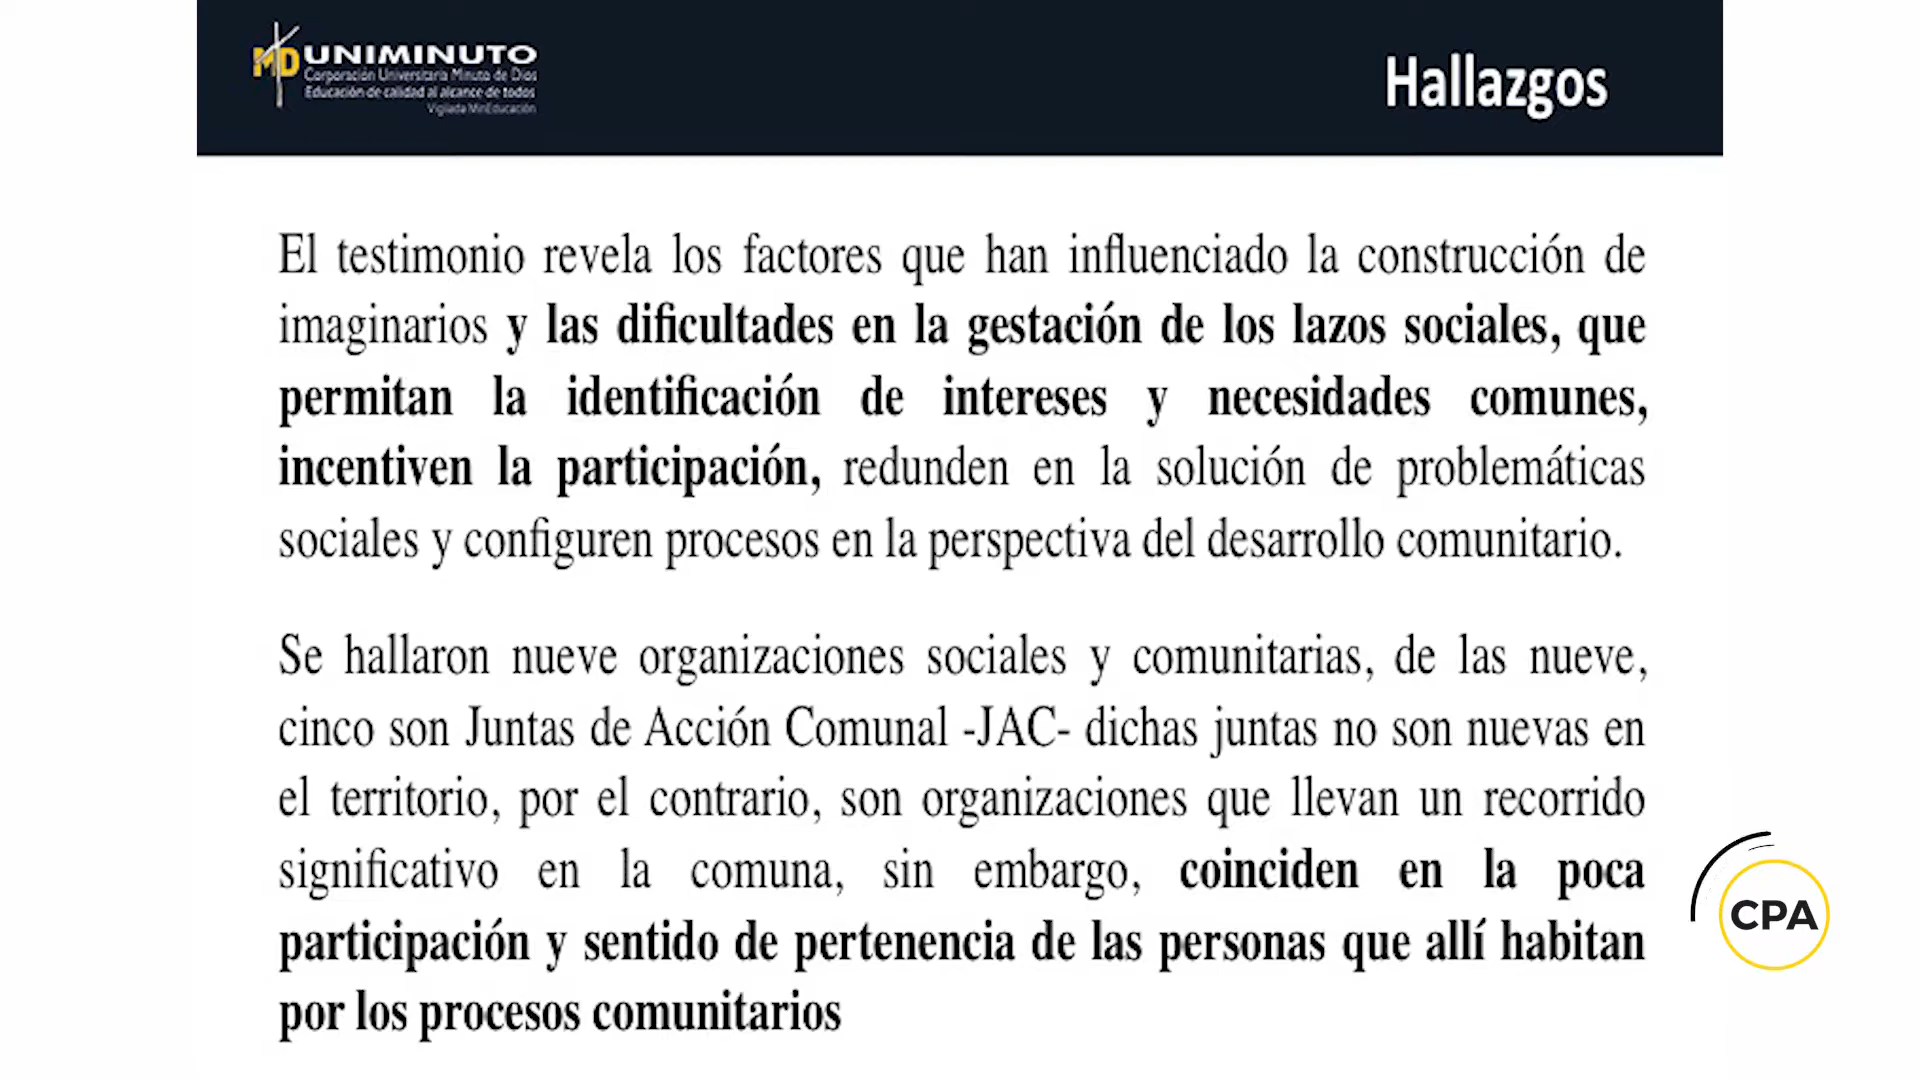 MD UNIMINUTO
Corporación Universitaria Minuto de Dios
Educación de calidad al alcance de todos
Vigilada MinEducación
Hallazgos
El testimonio revela los factores que han influenciado la construcción de
imaginarios y las dificultades en la gestación de los lazos sociales, que
permitan la identificación de intereses y necesidades comunes,
incentiven la participación, redunden en la solución de problemáticas
sociales y configuren procesos en la perspectiva del desarrollo comunitario.
Se hallaron nueve organizaciones sociales y comunitarias, de las nueve,
cinco son Juntas de Acción Comunal -JAC- dichas juntas no son nuevas en
el territorio, por el contrario, son organizaciones que llevan un recorrido
significativo en la comuna, sin embargo, coinciden en la poca
participación y sentido de pertenencia de las personas que allí habitan
por los procesos comunitarios
CPA